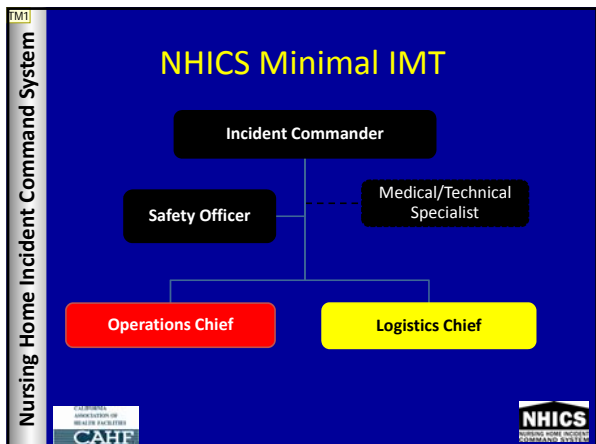 TM1
Nursing Home Incident Command System
NHICS Minimal IMT
Incident Commander
Safety Officer
Medical/Technical
Specialist
Operations Chief
Logistics Chief
CALIFORNIA
ASSOCIATION OF
HEALTH FACILITIES
CAHF
NHICS
NURSING HOME INCIDENT
COMMAND SYSTEM